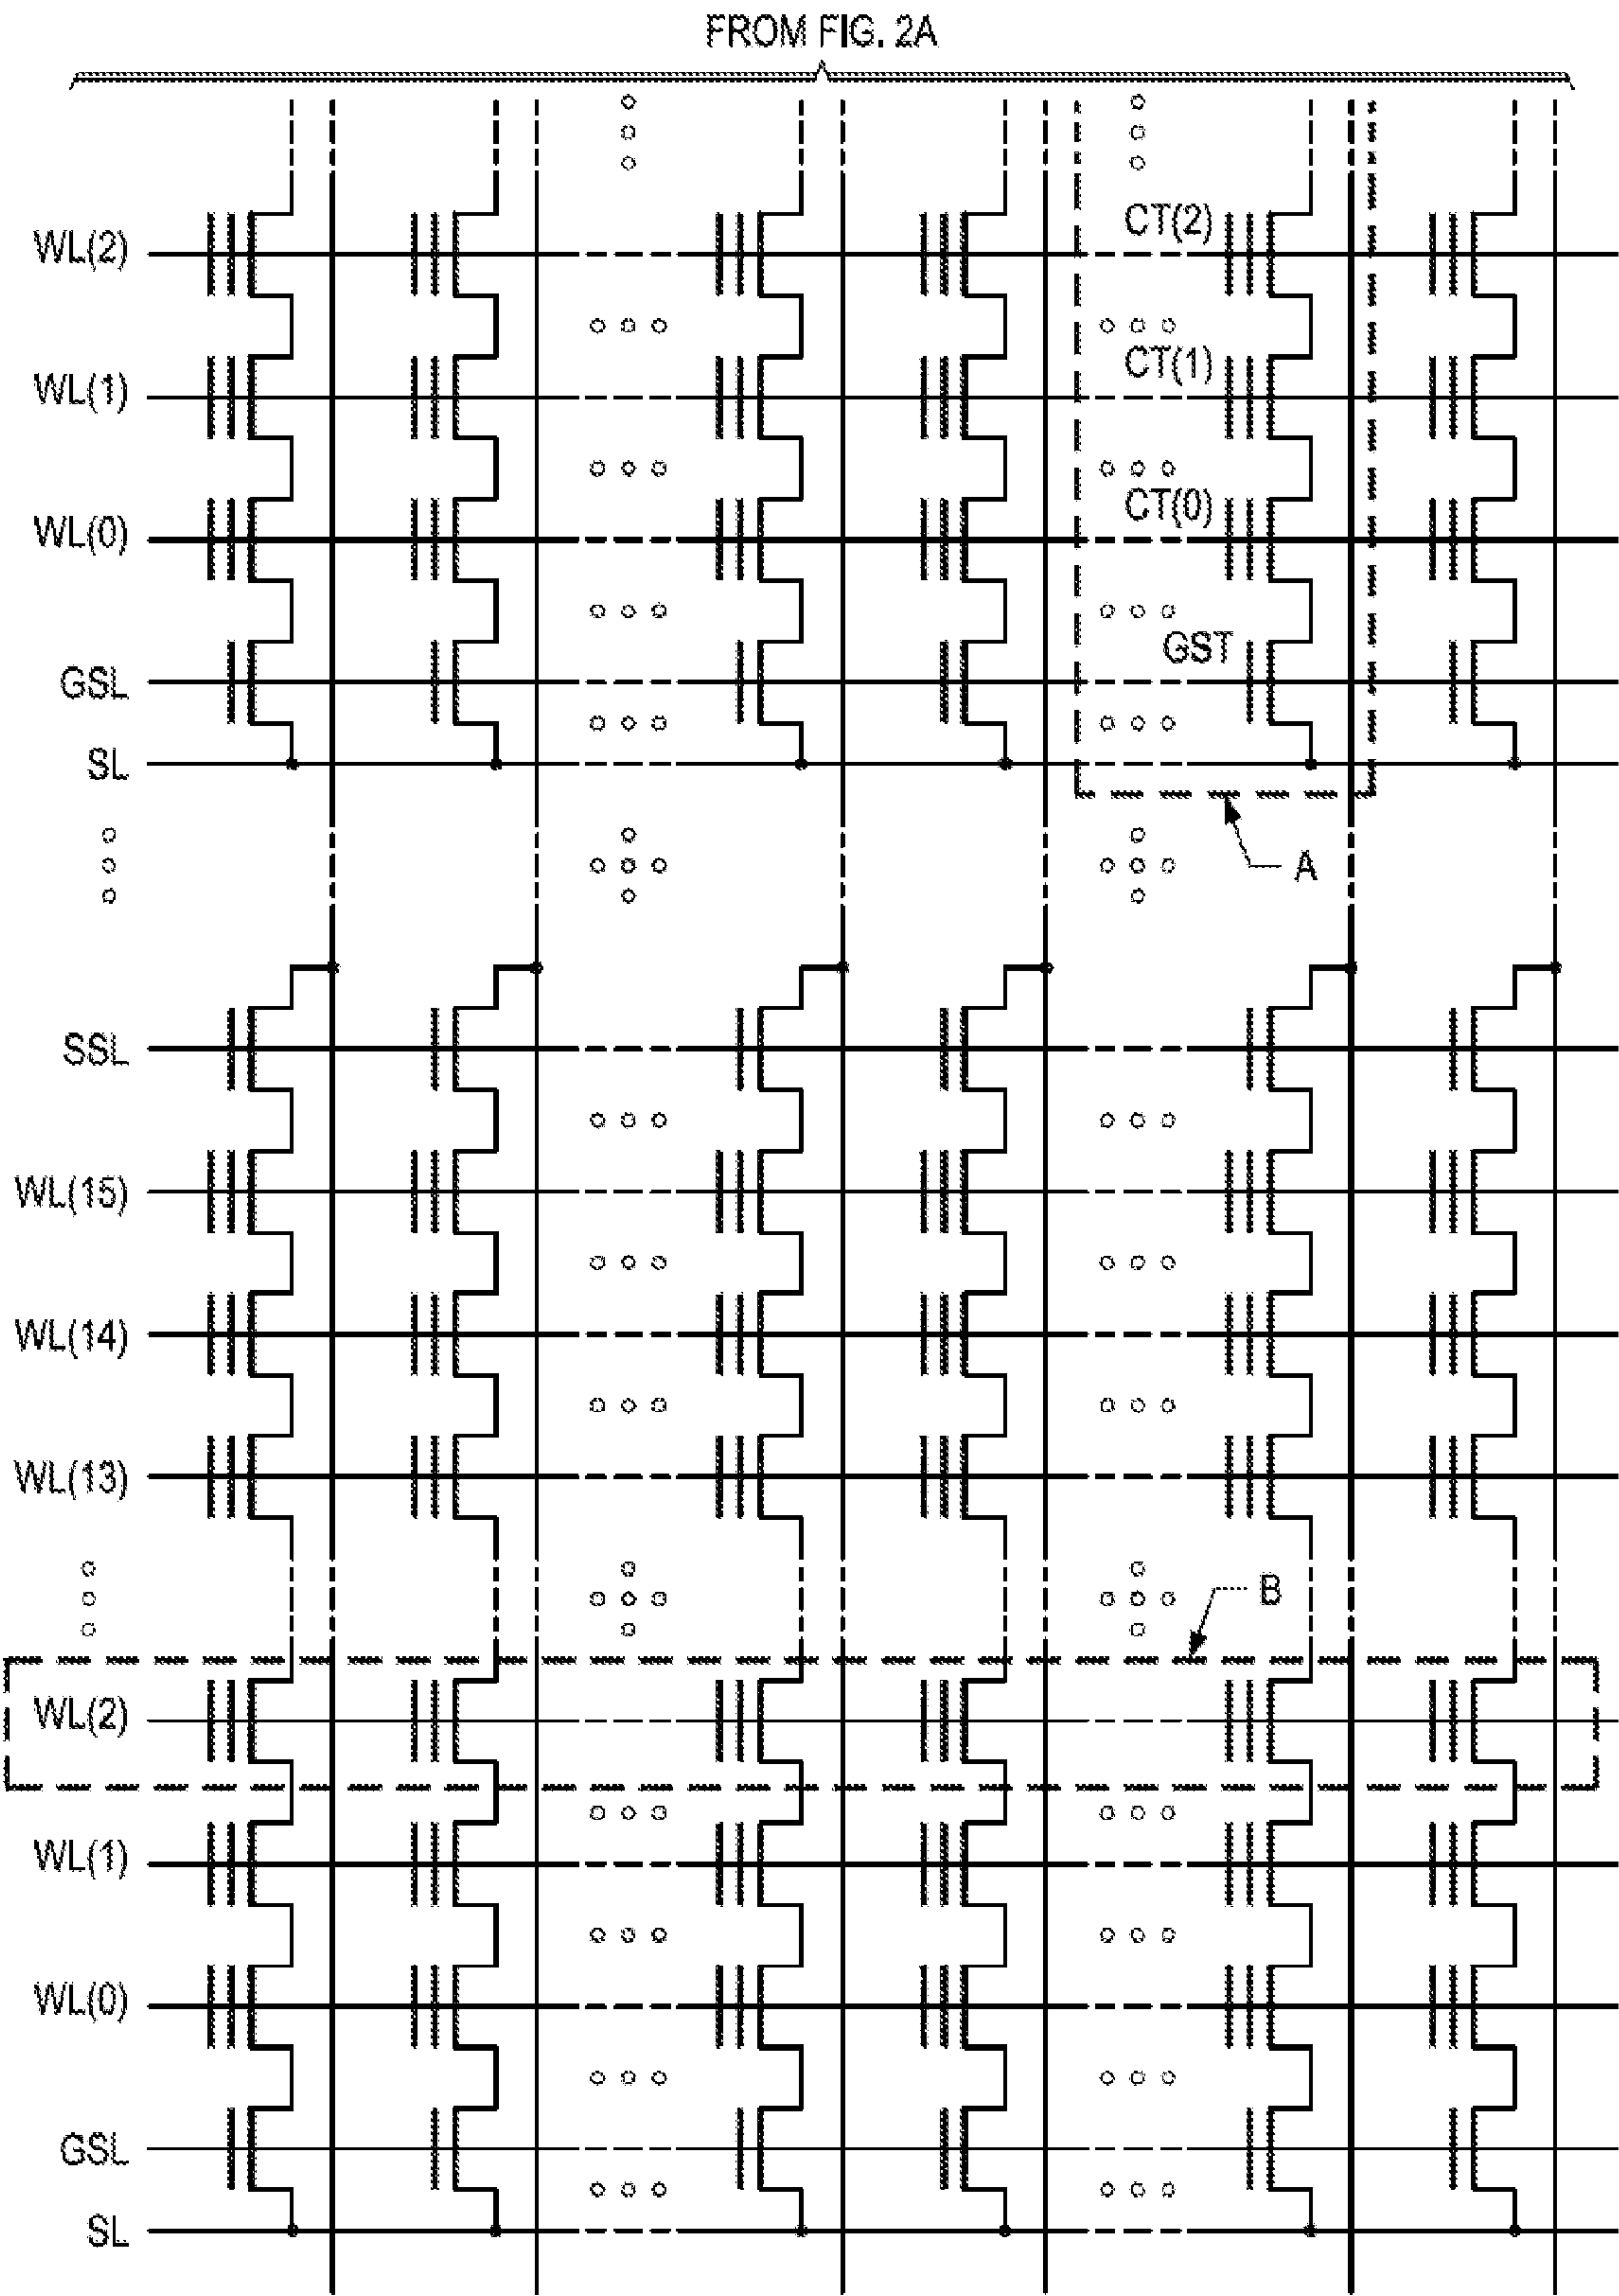 FROM FIG. 2A
WL(2)
CT(2)
WL(1)
CT(1)
WL(0)
CT(0)
GSL
GST
SL
A
SSL
WL(15)
WL(14)
WL(13)
B
WL(2)
WL(1)
WL(0)
GSL
SL